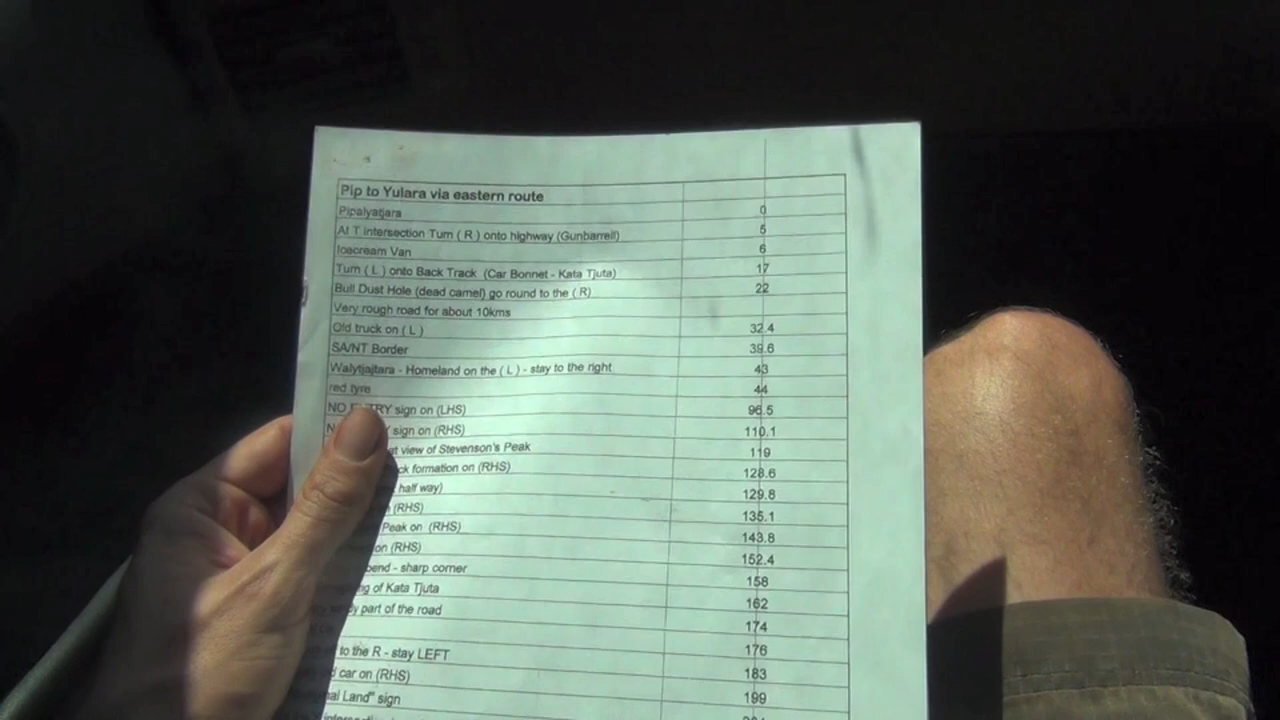 Pip to Yulara via eastern route
Pipalyatjara 0
At T intersection Turn ( R ) onto highway (Gunbarrell) 5
Icecream Van 6
Turn ( L ) onto Back Track (Car Bonnet - Kata Tjuta) 17
Bull Dust Hole (dead camel) go round to the ( R) 22
Very rough road for about 10kms
Old truck on ( L ) 32.4
SA/NT Border 39.6
Walytjajtara - Homeland on the ( L ) - stay to the right 43
red tyre 44
NO sign on (LHS) 96.5
sign on (RHS) 110.1
view of Stevenson's Peak 119
formation on (RHS) 128.6
half way) 129.8
(RHS) 135.1
Peak on (RHS) 143.8
on (RHS) 152.4
bend - sharp corner 158
of Kata Tjuta 162
part of the road 174
176
to the R - stay LEFT 183
car on (RHS) 199
Land" sign